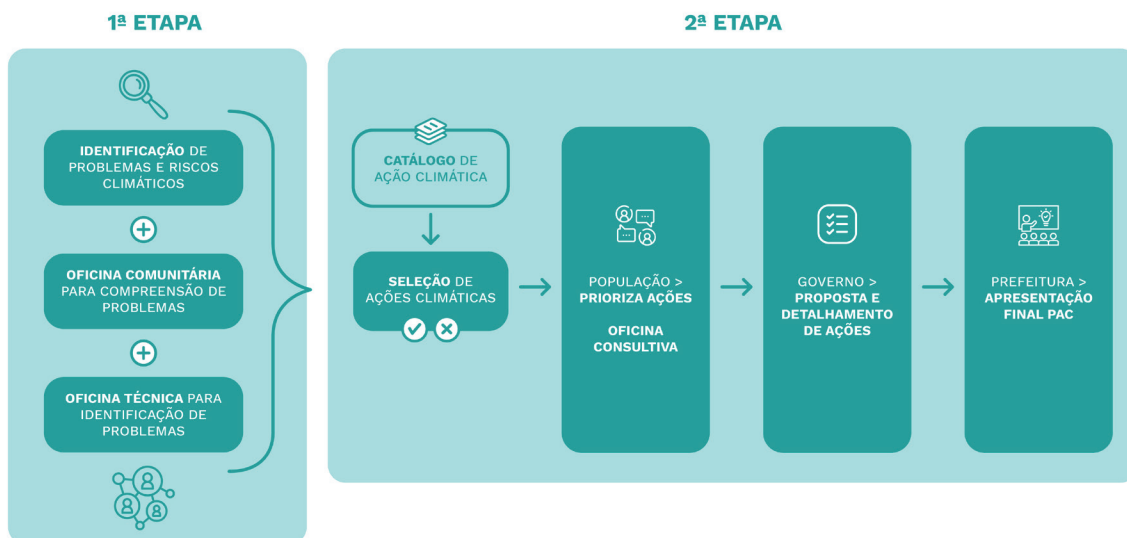 1ª ETAPA
IDENTIFICAÇÃO DE
PROBLEMAS E RISCOS
CLIMÁTICOS
OFICINA COMUNITÁRIA
PARA COMPREENSÃO DE
PROBLEMAS
OFICINA TÉCNICA PARA
IDENTIFICAÇÃO DE
PROBLEMAS
2ª ETAPA
CATÁLOGO DE
AÇÃO CLIMÁTICA
SELEÇÃO DE
AÇÕES CLIMÁTICAS
POPULAÇÃO >
PRIORIZA AÇÕES
OFICINA
CONSULTIVA
GOVERNO >
PROPOSTA E
DETALHAMENTO
DE AÇÕES
PREFEITURA >
APRESENTAÇÃO
FINAL PAC